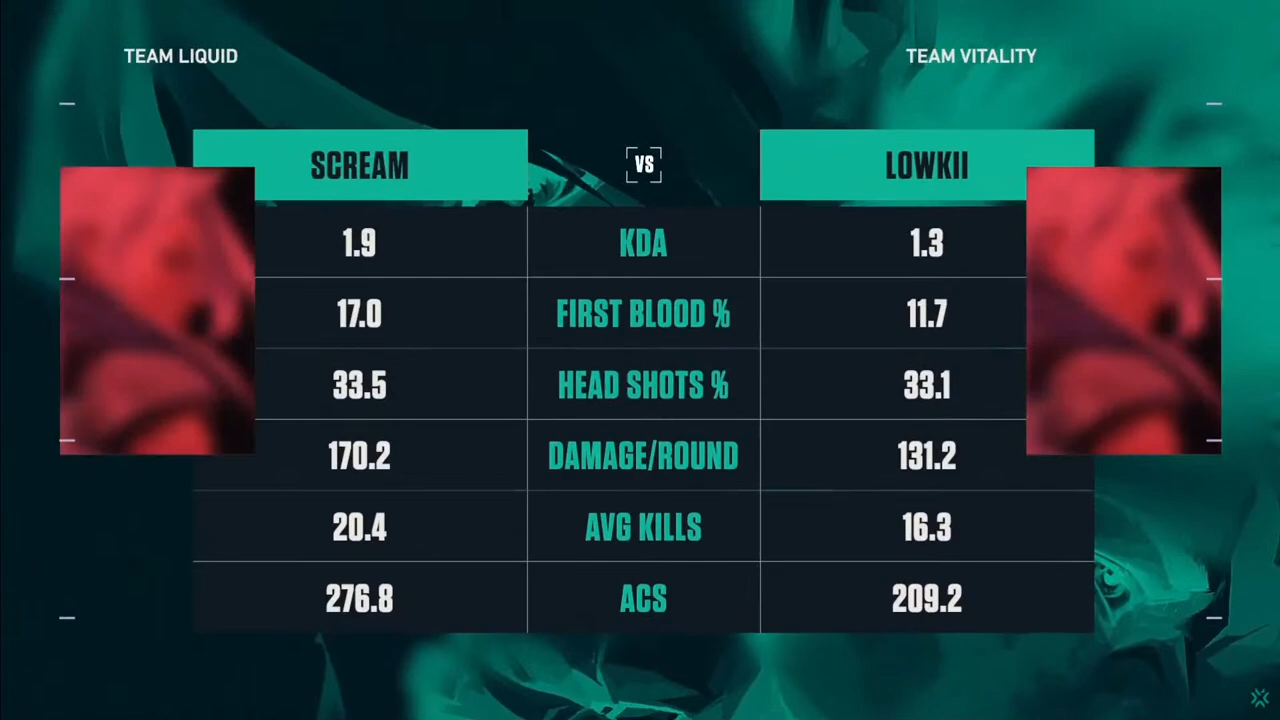 TEAM LIQUID TEAM VITALITY
SCREAM VS LOWKII
1.9 KDA 1.3
17.0 FIRST BLOOD % 11.7
33.5 HEAD SHOTS % 33.1
170.2 DAMAGE/ROUND 131.2
20.4 AVG KILLS 16.3
276.8 ACS 209.2